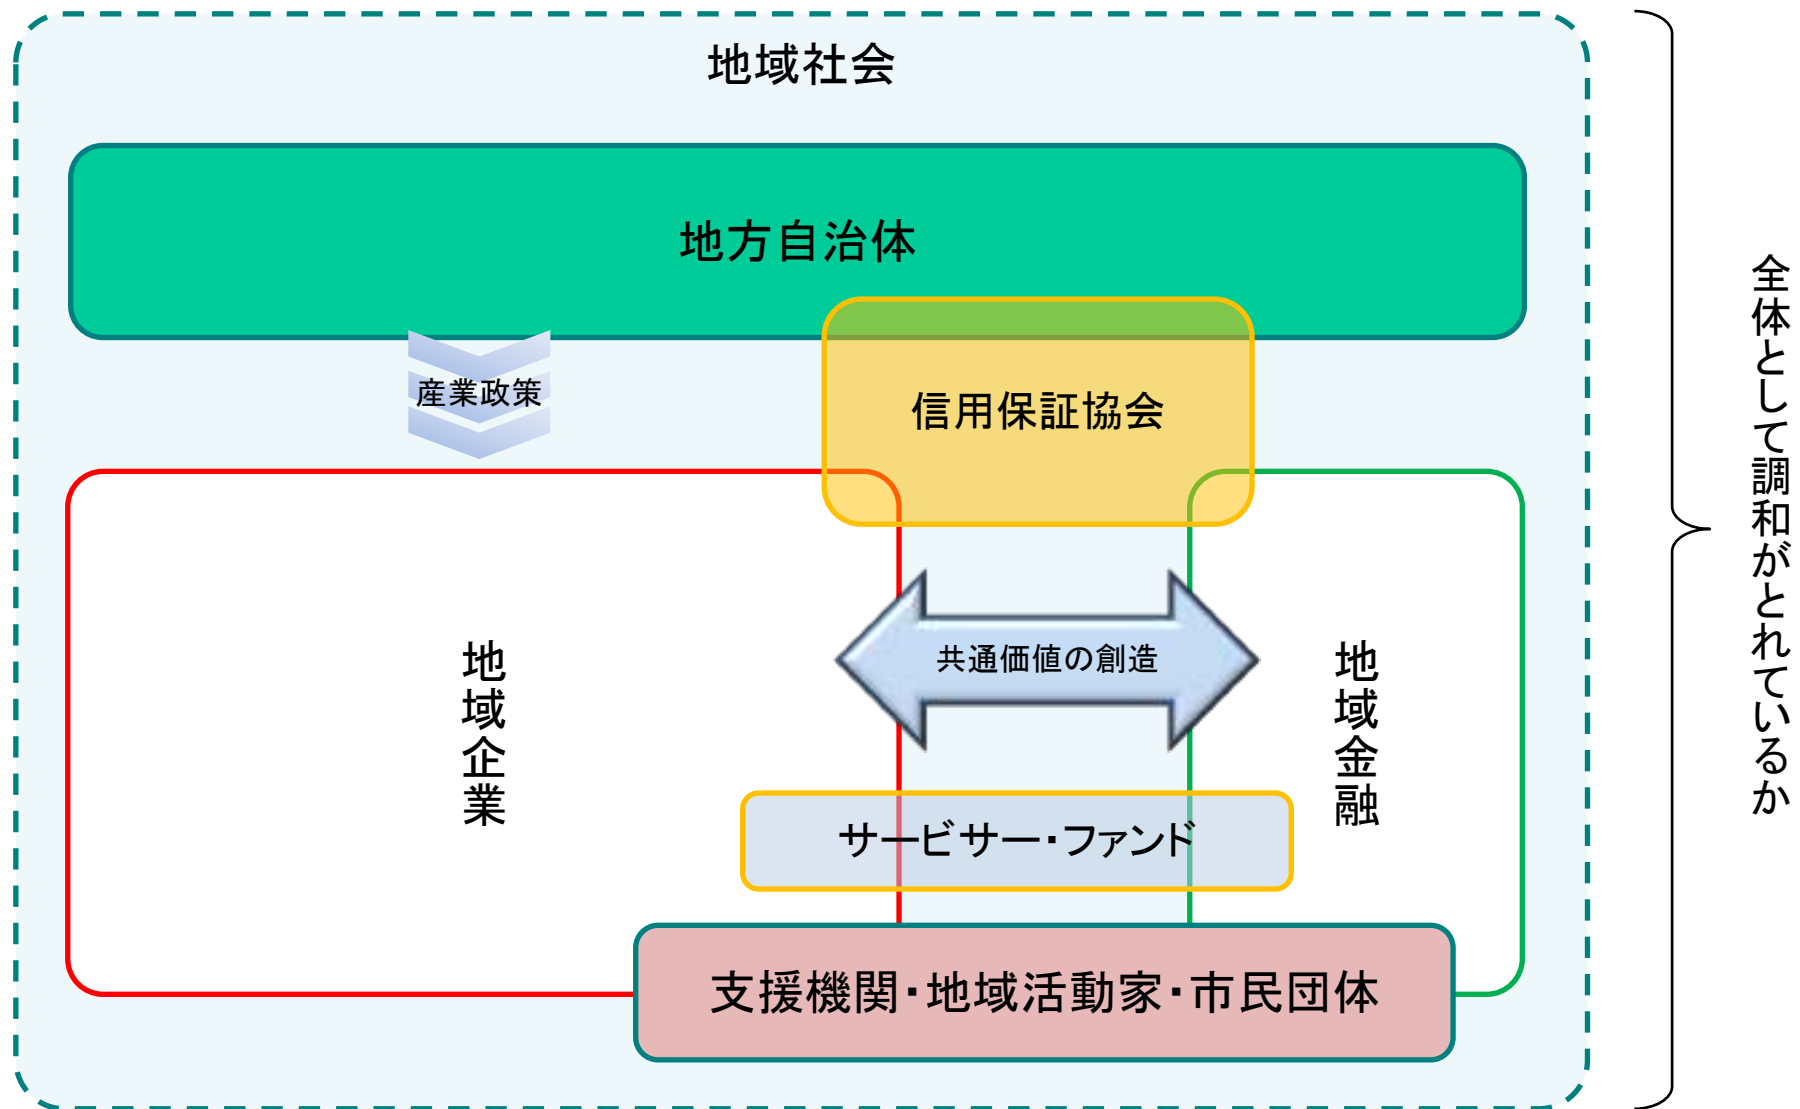 地域社会
地方自治体
産業政策
信用保証協会
共通価値の創造
地域企業
地域金融
サービサー・ファンド
支援機関・地域活動家・市民団体
全体として調和がとれているか